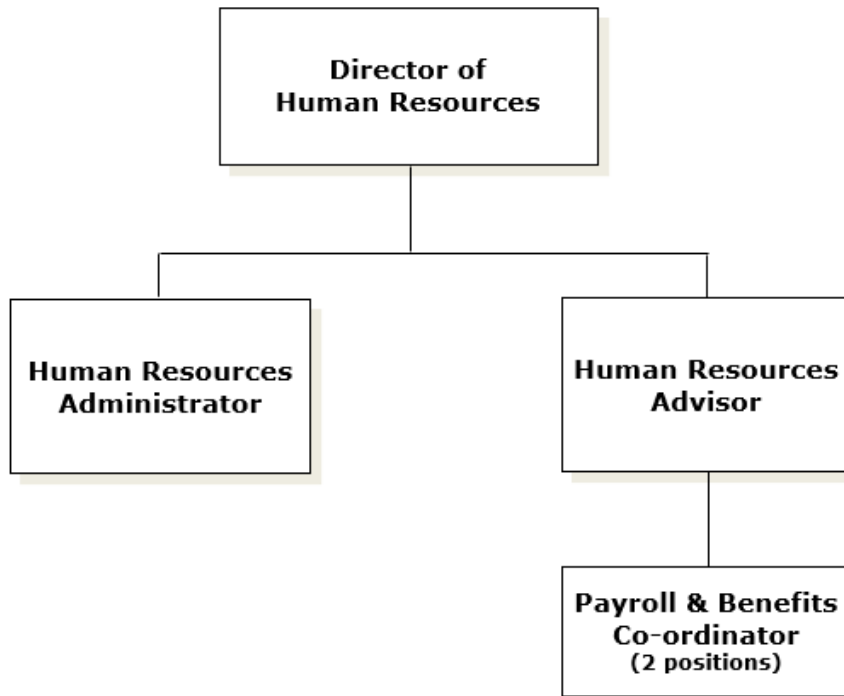 Director of
Human Resources
Human Resources
Administrator
Human Resources
Advisor
Payroll & Benefits
Co-ordinator
(2 positions)